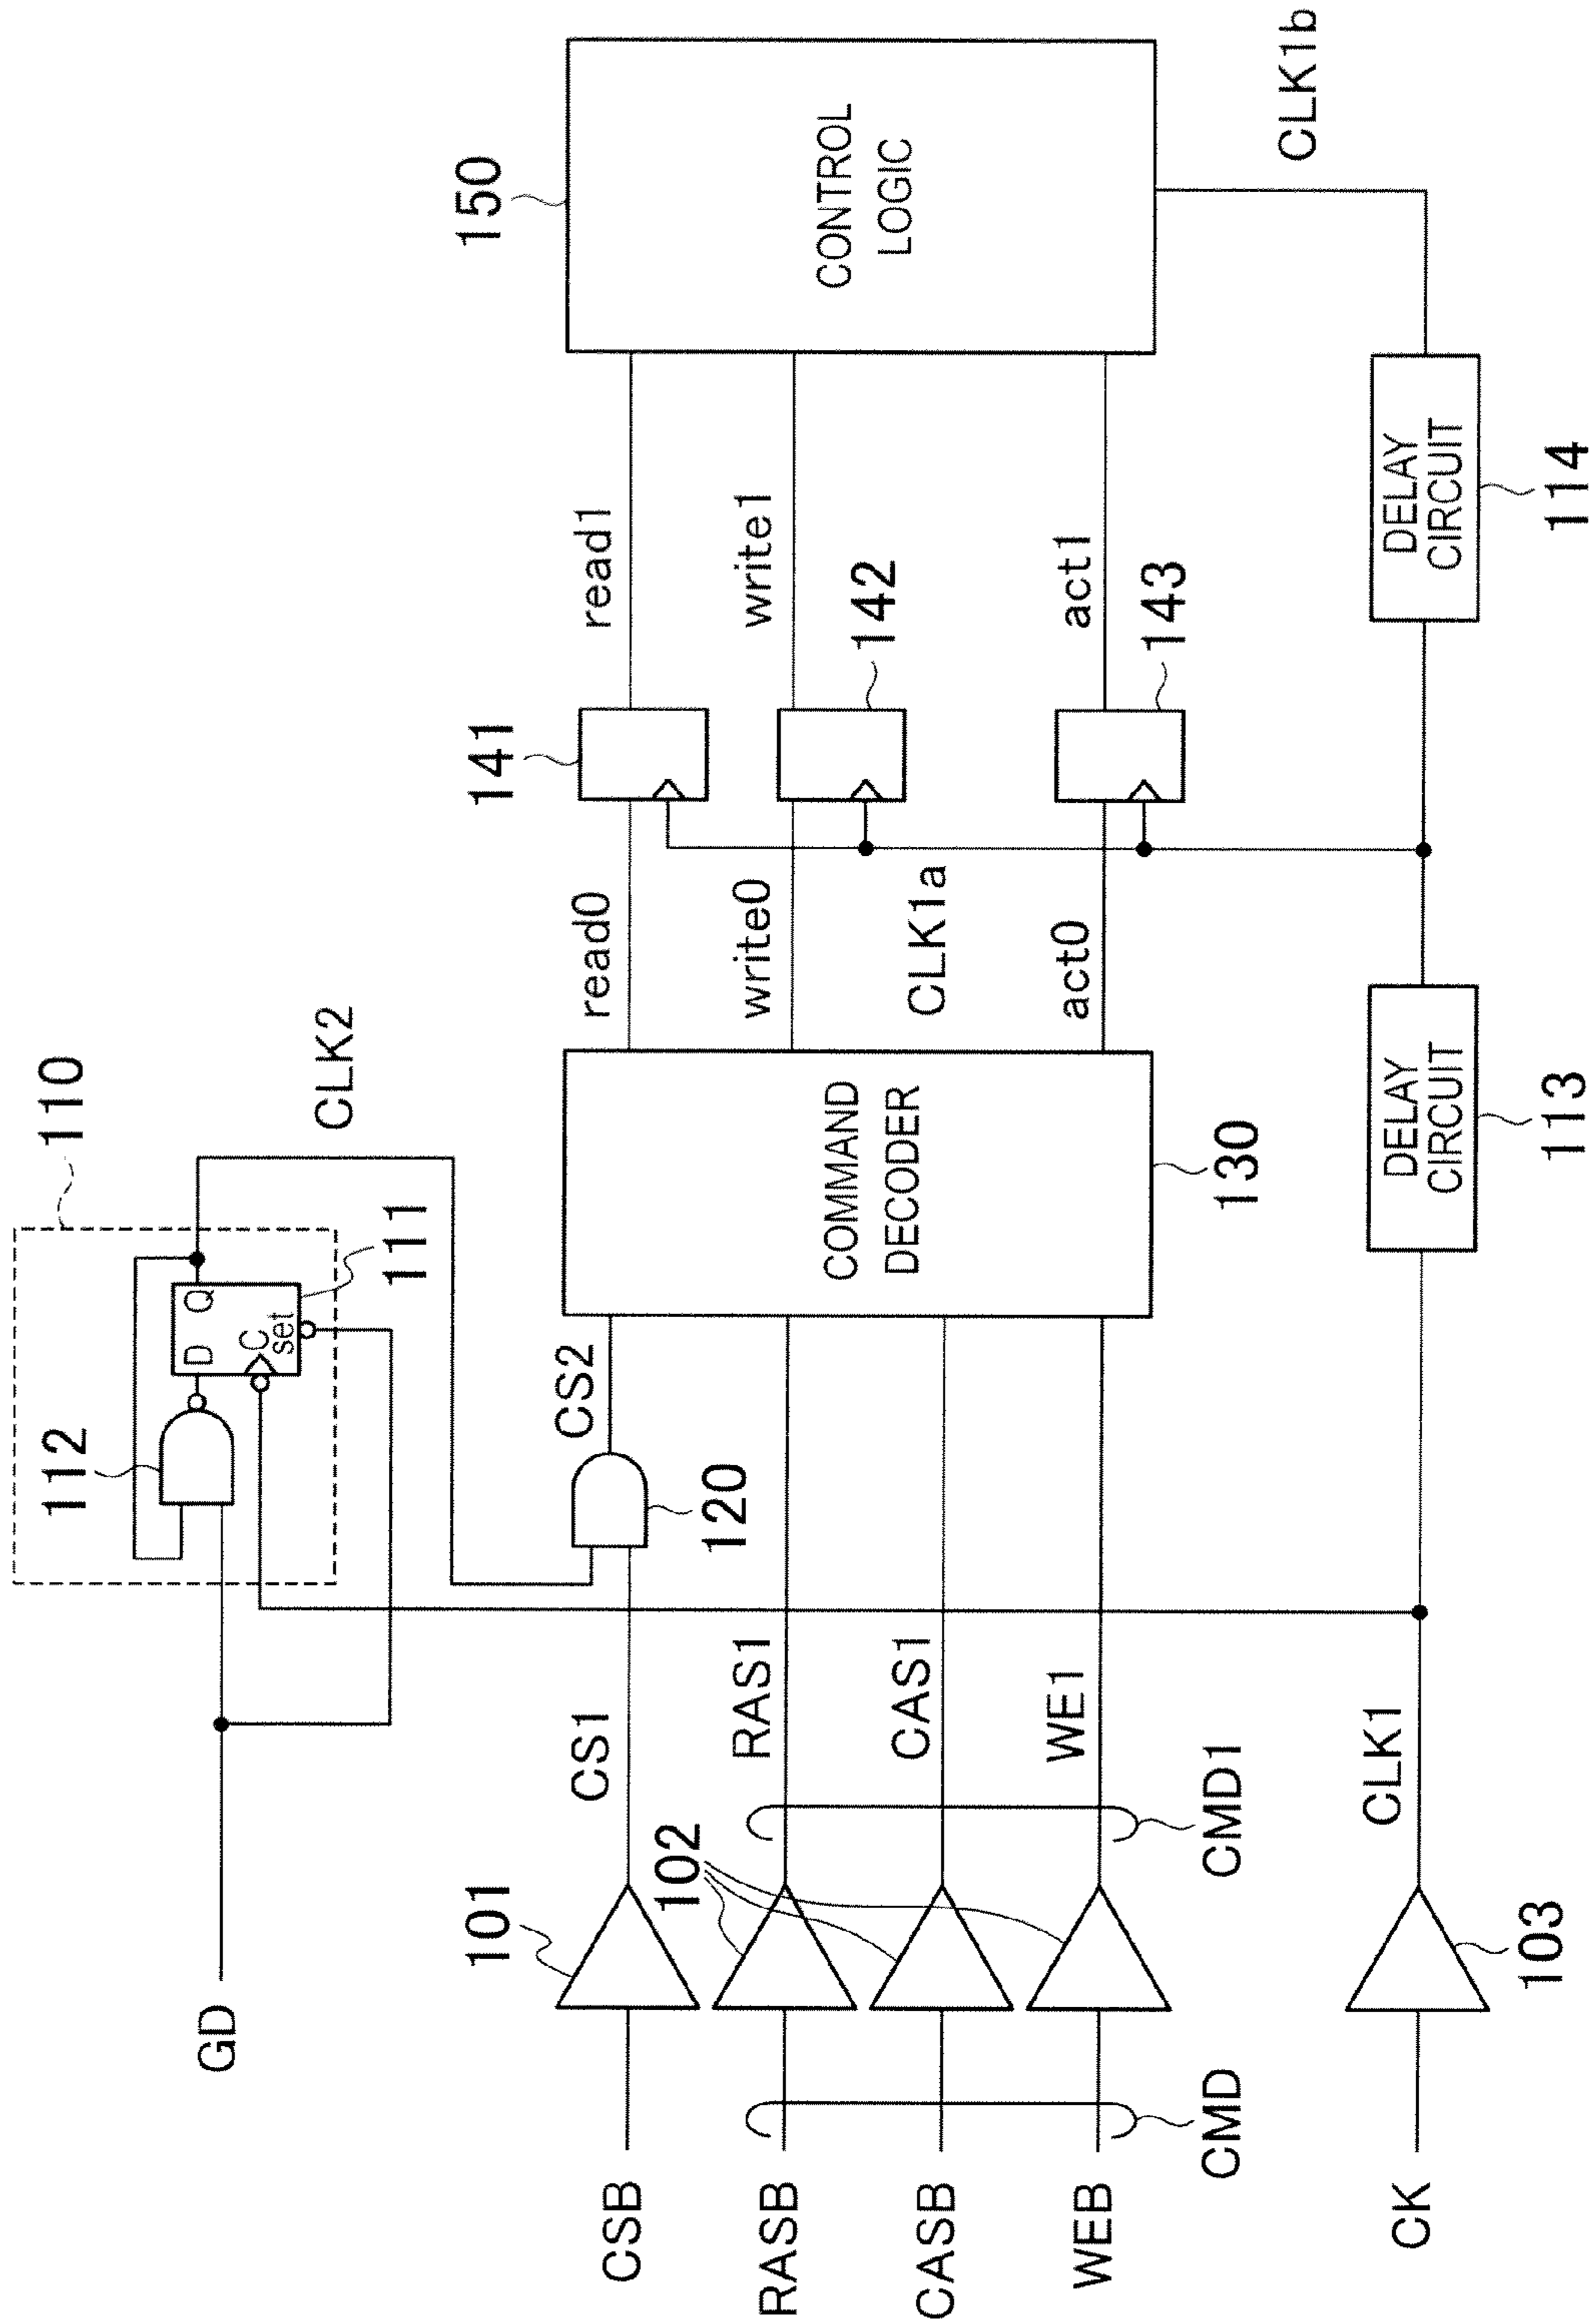 110
CLK2
112
D
Q
C
set
111
GD
150
CONTROL
LOGIC
141
CS1
CS2
read0
read1
101
120
102
RAS1
write0
write1
142
COMMAND
DECODER
CAS1
CLK1a
WE1
act0
act1
143
130
CSB
RASB
CASB
WEB
CMD
CMD1
CLK1b
CK
CLK1
103
DELAY
CIRCUIT
113
DELAY
CIRCUIT
114